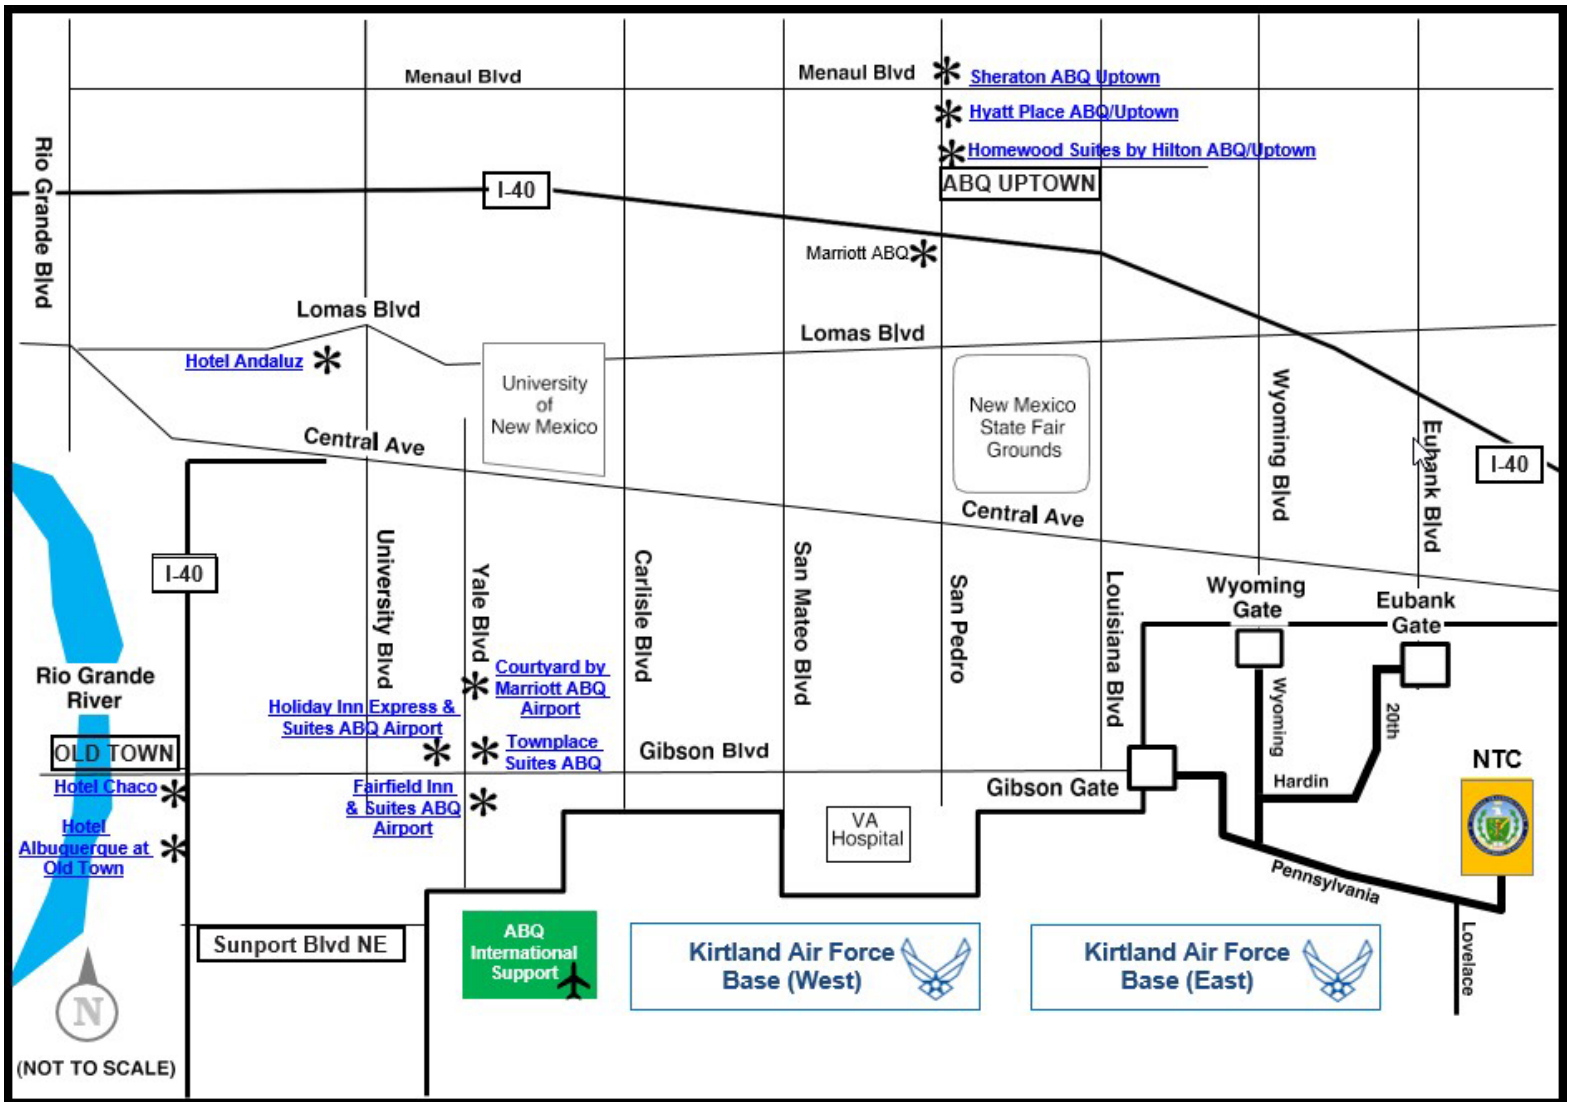 Menaul Blvd
Menaul Blvd
Sheraton ABQ Uptown
Hyatt Place ABQ/Uptown
Homewood Suites by Hilton ABQ/Uptown
ABQ UPTOWN
Rio Grande Blvd
I-40
Marriott ABQ
Lomas Blvd
Lomas Blvd
Hotel Andaluz
University
of
New Mexico
New Mexico
State Fair
Grounds
Wyoming Blvd
Eubank Blvd
Central Ave
I-40
Central Ave
I-40
University Blvd
Yale Blvd
Carlisle Blvd
San Mateo Blvd
San Pedro
Louisiana Blvd
Wyoming
Gate
Eubank
Gate
Rio Grande
River
Courtyard by
Marriott ABQ
Airport
Holiday Inn Express &
Suites ABQ Airport
Wyoming
20th
OLD TOWN
Townplace
Suites ABQ
Gibson Blvd
NTC
Hotel Chaco
Fairfield Inn
& Suites ABQ
Airport
Gibson Gate
Hardin
Hotel
Albuquerque at
Old Town
VA
Hospital
Pennsylvania
Sunport Blvd NE
ABQ
International
Support
Kirtland Air Force
Base (West)
Kirtland Air Force
Base (East)
Lovelace
N
(NOT TO SCALE)